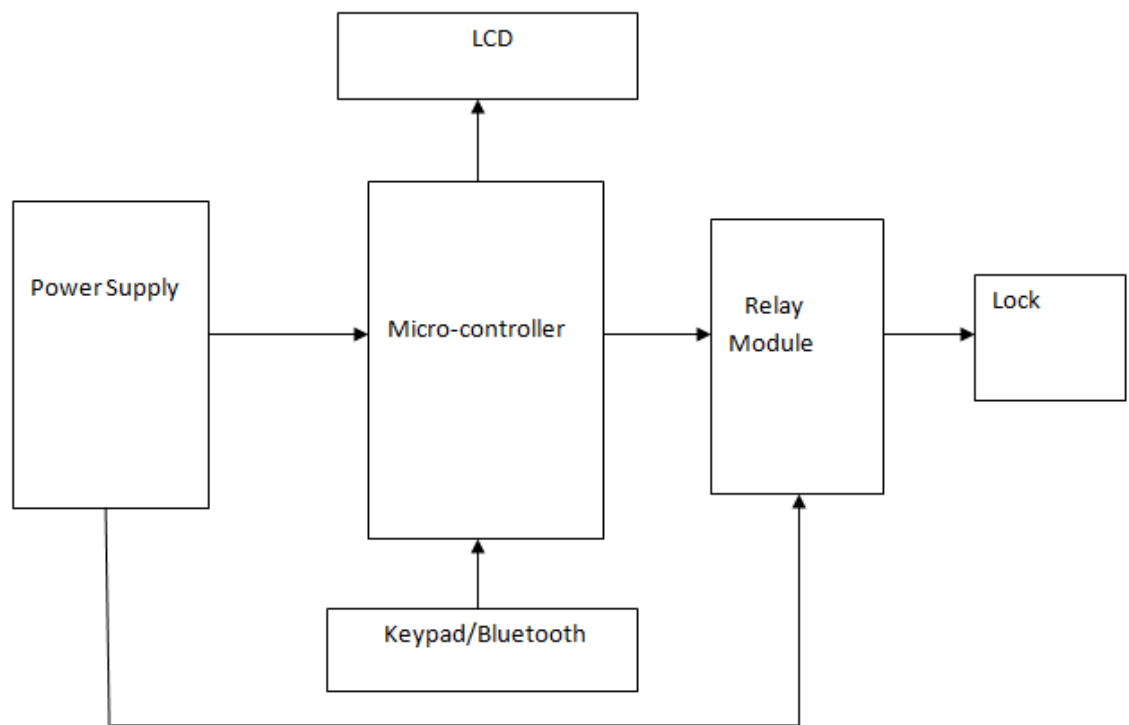 LCD
Power Supply
Micro-controller
Relay
Module
Lock
Keypad/Bluetooth